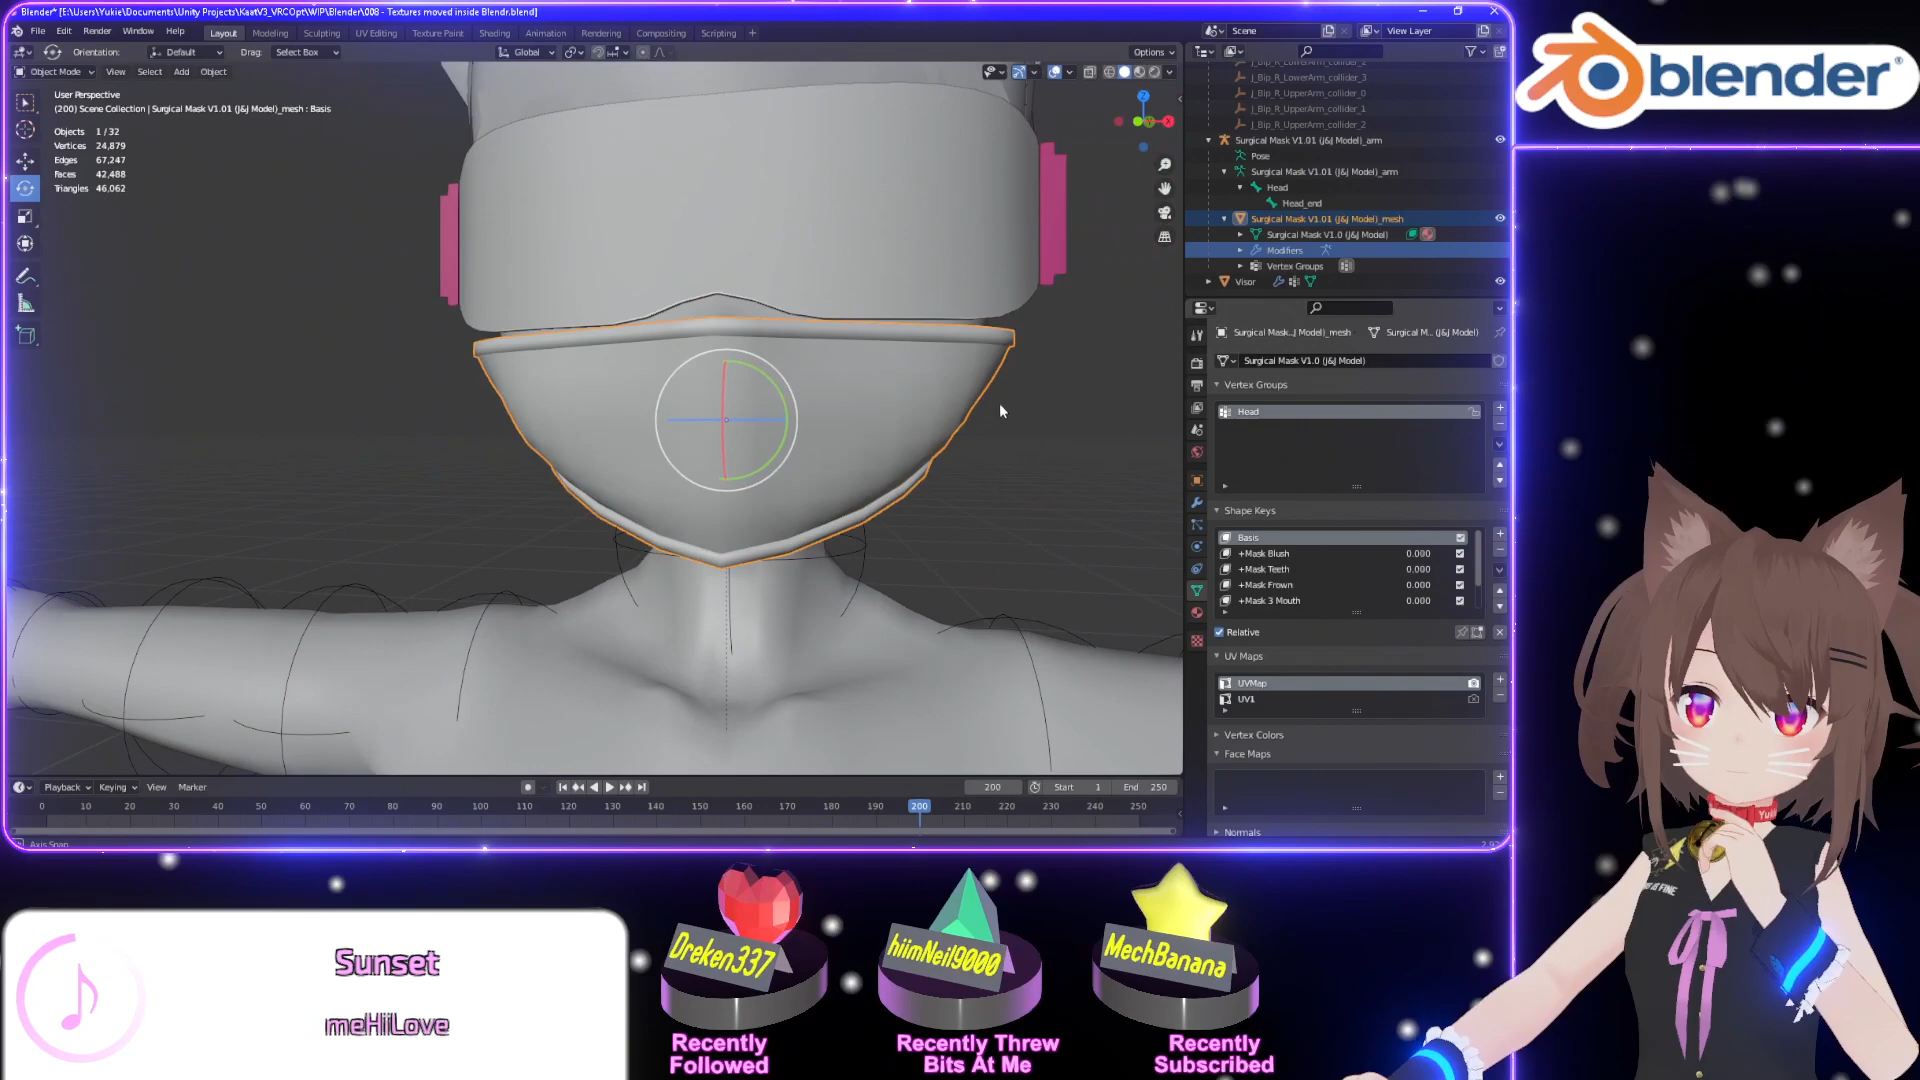 Blender* [E:\Users\Yukie\Documents\Unity Projects\KaatV3_VRCOpt\WIP\Blender\008 - Textures moved inside Blendr.blend]
File Edit Render Window Help Layout Modeling Sculpting UV Editing Texture Paint Shading Animation Rendering Compositing Scripting +
Scene View Layer
Orientation: Default Drag: Select Box Global Options
Object Mode View Select Add Object
User Perspective
(200) Scene Collection | Surgical Mask V1.01 (J&J Model)_mesh : Basis
Objects 1 / 32
Vertices 24,879
Edges 67,247
Faces 42,488
Triangles 46,062
Z
X
J_Bip_R_LowerArm_collider_2
J_Bip_R_LowerArm_collider_3
J_Bip_R_UpperArm_collider_0
J_Bip_R_UpperArm_collider_1
J_Bip_R_UpperArm_collider_2
Surgical Mask V1.01 (J&J Model)_arm
Pose
Surgical Mask V1.01 (J&J Model)_arm
Head
Head_end
Surgical Mask V1.01 (J&J Model)_mesh
Surgical Mask V1.0 (J&J Model)
Modifiers
Vertex Groups
Visor
Surgical Mask...J Model)_mesh Surgical M... (J&J Model)
Surgical Mask V1.0 (J&J Model)
Vertex Groups
Head
Shape Keys
Basis
+Mask Blush 0.000
+Mask Teeth 0.000
+Mask Frown 0.000
+Mask 3 Mouth 0.000
Relative
UV Maps
UVMap
UV1
Vertex Colors
Face Maps
Normals
Playback Keying View Marker 200 Start 1 End 250
0 10 20 30 40 50 60 70 80 90 100 110 120 130 140 150 160 170 180 190 200 210 220 230 240 250
Axis Snap
blender®
Sunset
meHiiLove
Dreken337
hiimNeil9000
MechBanana
Recently Followed
Recently Threw Bits At Me
Recently Subscribed